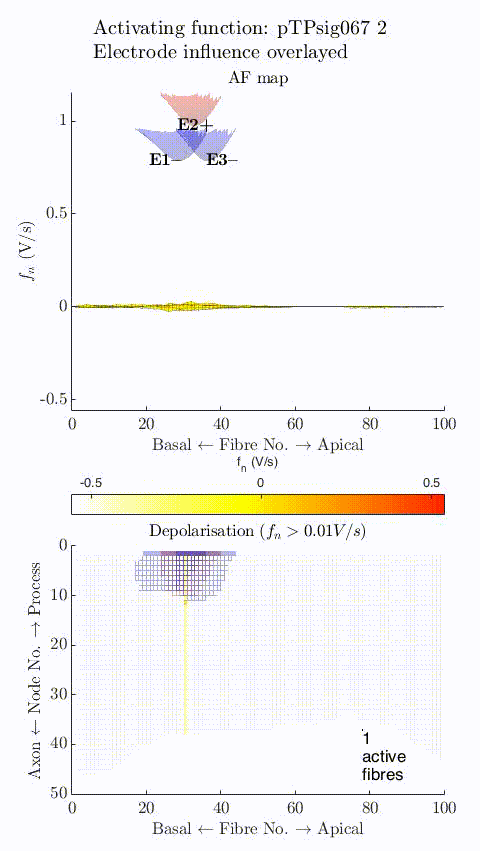 Activating function: pTPsig067 2
Electrode influence overlayed
AF map
1
E2+
E1−
E3−
0.5
0
-0.5
fn (V/s)
0 20 40 60 80 100
Basal ← Fibre No. → Apical
fn (V/s)
-0.5 0 0.5
Depolarisation (fn > 0.01V/s)
0
10
20
30
40
50
Axon ← Node No. → Process
1
active
fibres
0 20 40 60 80 100
Basal ← Fibre No. → Apical